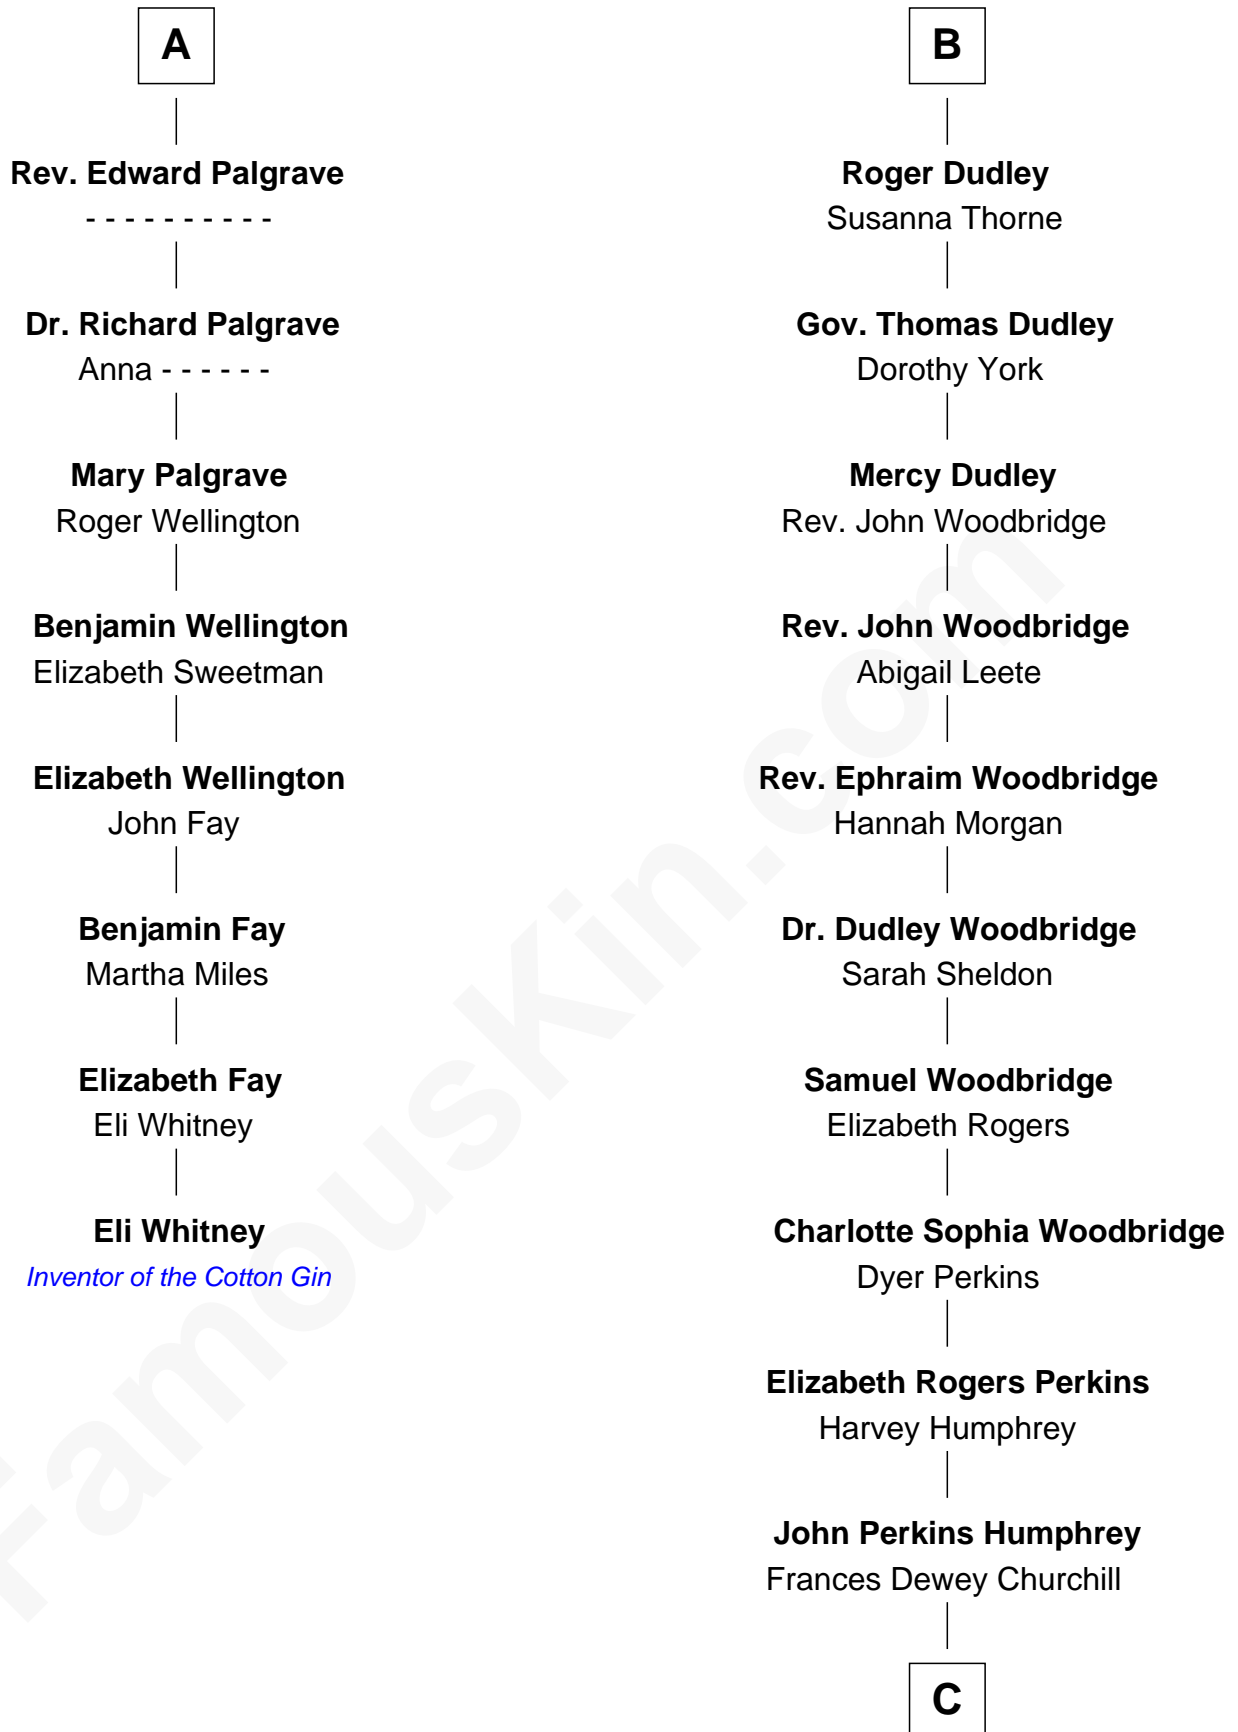 A
Rev. Edward Palgrave
- - - - - - - - - -
Dr. Richard Palgrave
Anna - - - - - -
Mary Palgrave
Roger Wellington
Benjamin Wellington
Elizabeth Sweetman
Elizabeth Wellington
John Fay
Benjamin Fay
Martha Miles
Elizabeth Fay
Eli Whitney
Eli Whitney
Inventor of the Cotton Gin
B
Roger Dudley
Susanna Thorne
Gov. Thomas Dudley
Dorothy York
Mercy Dudley
Rev. John Woodbridge
Rev. John Woodbridge
Abigail Leete
Rev. Ephraim Woodbridge
Hannah Morgan
Dr. Dudley Woodbridge
Sarah Sheldon
Samuel Woodbridge
Elizabeth Rogers
Charlotte Sophia Woodbridge
Dyer Perkins
Elizabeth Rogers Perkins
Harvey Humphrey
John Perkins Humphrey
Frances Dewey Churchill
C
FamousKin.com